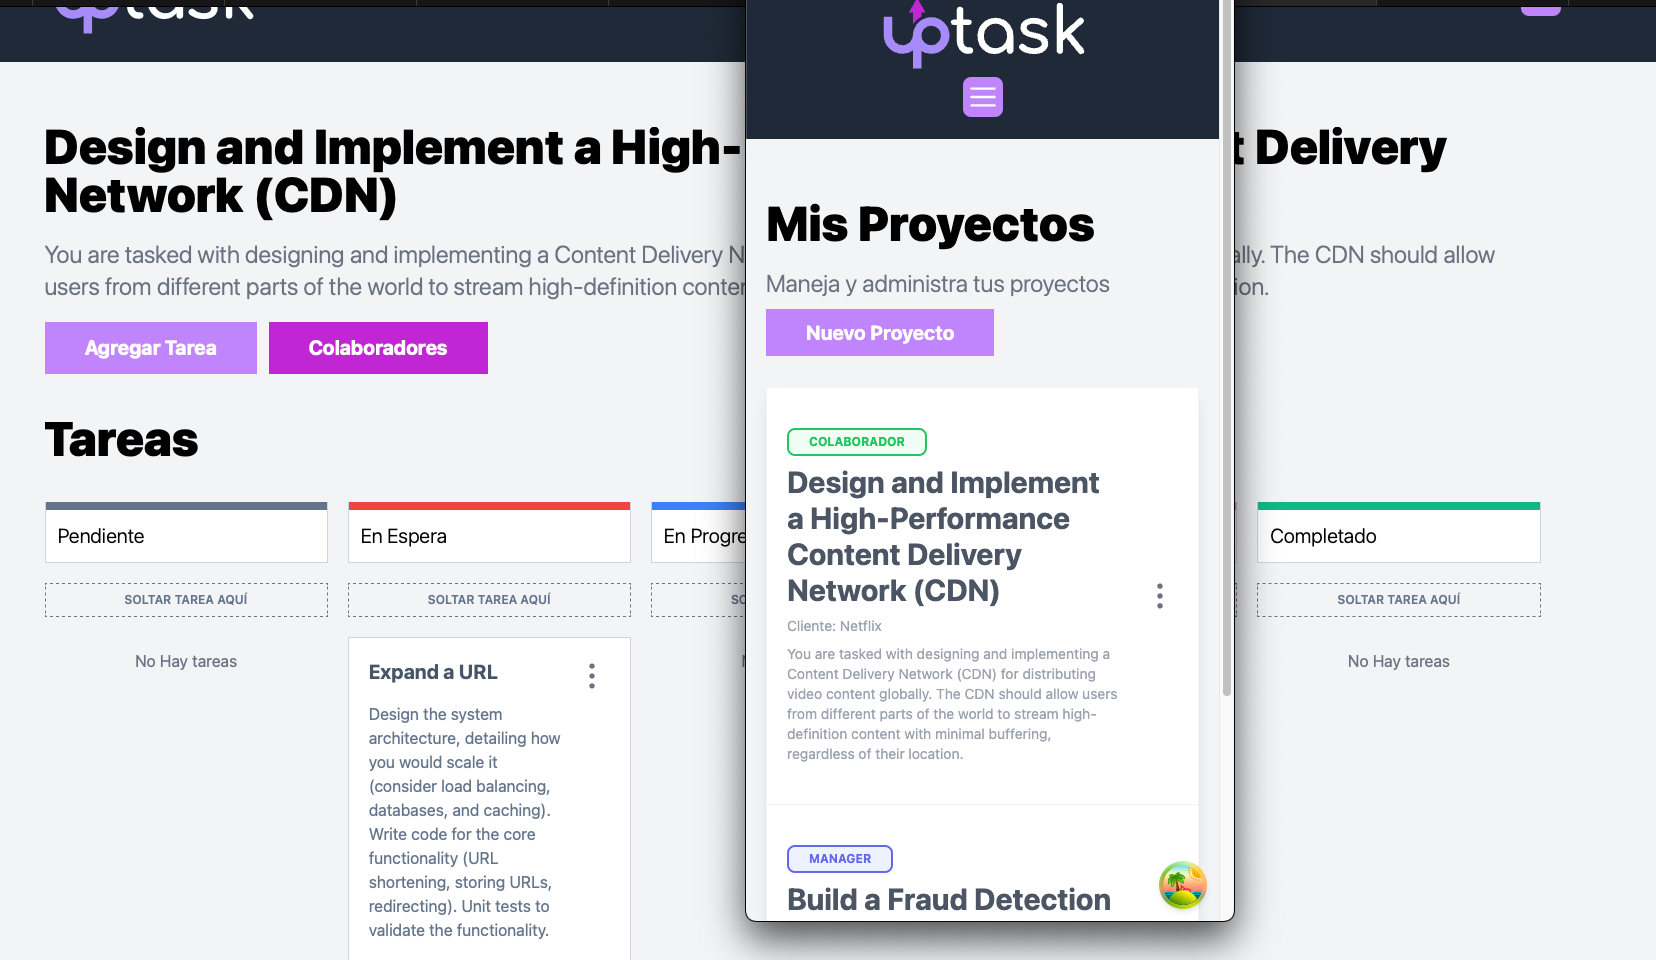 uptask
Design and Implement a High-
t Delivery
Network (CDN)
You are tasked with designing and implementing a Content Delivery N
ally. The CDN should allow
users from different parts of the world to stream high-definition conten
ion.
Agregar Tarea
Colaboradores
Tareas
Pendiente
En Espera
En Progre
Completado
SOLTAR TAREA AQUÍ
SOLTAR TAREA AQUÍ
SO
SOLTAR TAREA AQUÍ
No Hay tareas
No Hay tareas
Expand a URL
Design the system
architecture, detailing how
you would scale it
(consider load balancing,
databases, and caching).
Write code for the core
functionality (URL
shortening, storing URLs,
redirecting). Unit tests to
validate the functionality.
uptask
Mis Proyectos
Maneja y administra tus proyectos
Nuevo Proyecto
COLABORADOR
Design and Implement
a High-Performance
Content Delivery
Network (CDN)
Cliente: Netflix
You are tasked with designing and implementing a
Content Delivery Network (CDN) for distributing
video content globally. The CDN should allow users
from different parts of the world to stream high-
definition content with minimal buffering,
regardless of their location.
MANAGER
Build a Fraud Detection